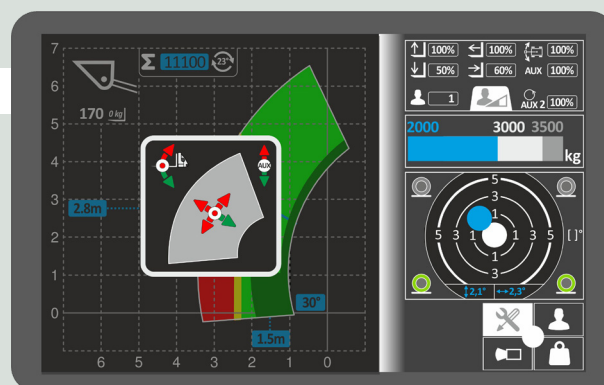 7
6
5
4
3
2
1
0
6 5 4 3 2 1 0
Σ 11100 23°
170 0 kg
2.8m
AUX
30°
1.5m
100% 100% 100%
50% 60% AUX 100%
1 AUX 2 100%
2000 3000 3500
kg
5
3
1
5 3 1 1 3 5 [ ]°
1
3
5
2,1° 2,3°